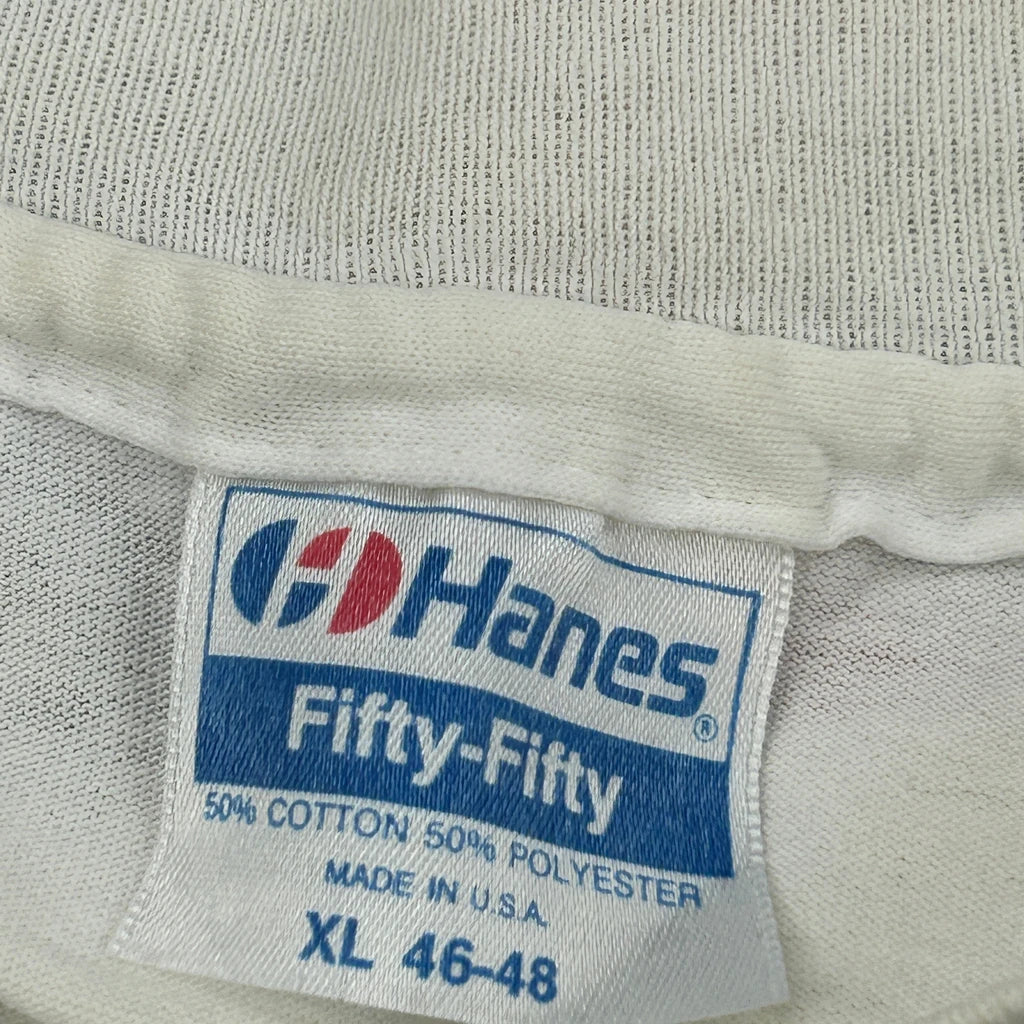 Hanes®
Fifty-Fifty
50% COTTON 50% POLYESTER
MADE IN U.S.A.
XL 46-48